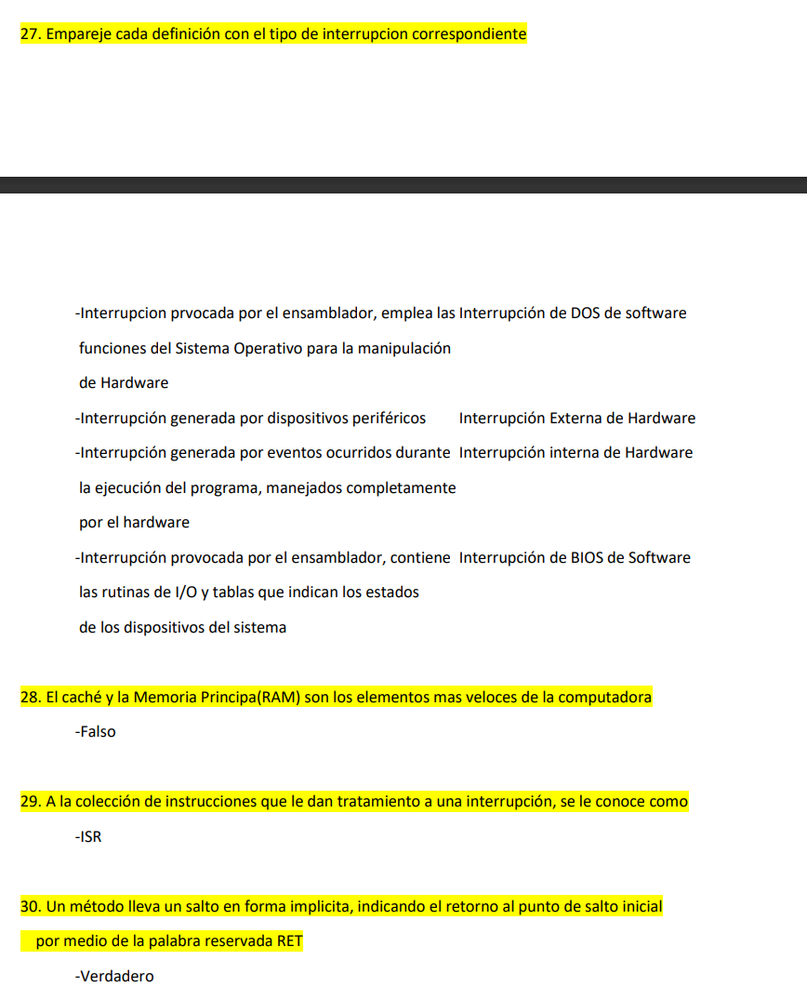 27. Empareje cada definición con el tipo de interrupcion correspondiente
-Interrupcion prvocada por el ensamblador, emplea las Interrupción de DOS de software
funciones del Sistema Operativo para la manipulación
de Hardware
-Interrupción generada por dispositivos periféricos Interrupción Externa de Hardware
-Interrupción generada por eventos ocurridos durante Interrupción interna de Hardware
la ejecución del programa, manejados completamente
por el hardware
-Interrupción provocada por el ensamblador, contiene Interrupción de BIOS de Software
las rutinas de I/O y tablas que indican los estados
de los dispositivos del sistema
28. El caché y la Memoria Principa(RAM) son los elementos mas veloces de la computadora
-Falso
29. A la colección de instrucciones que le dan tratamiento a una interrupción, se le conoce como
-ISR
30. Un método lleva un salto en forma implicita, indicando el retorno al punto de salto inicial
por medio de la palabra reservada RET
-Verdadero